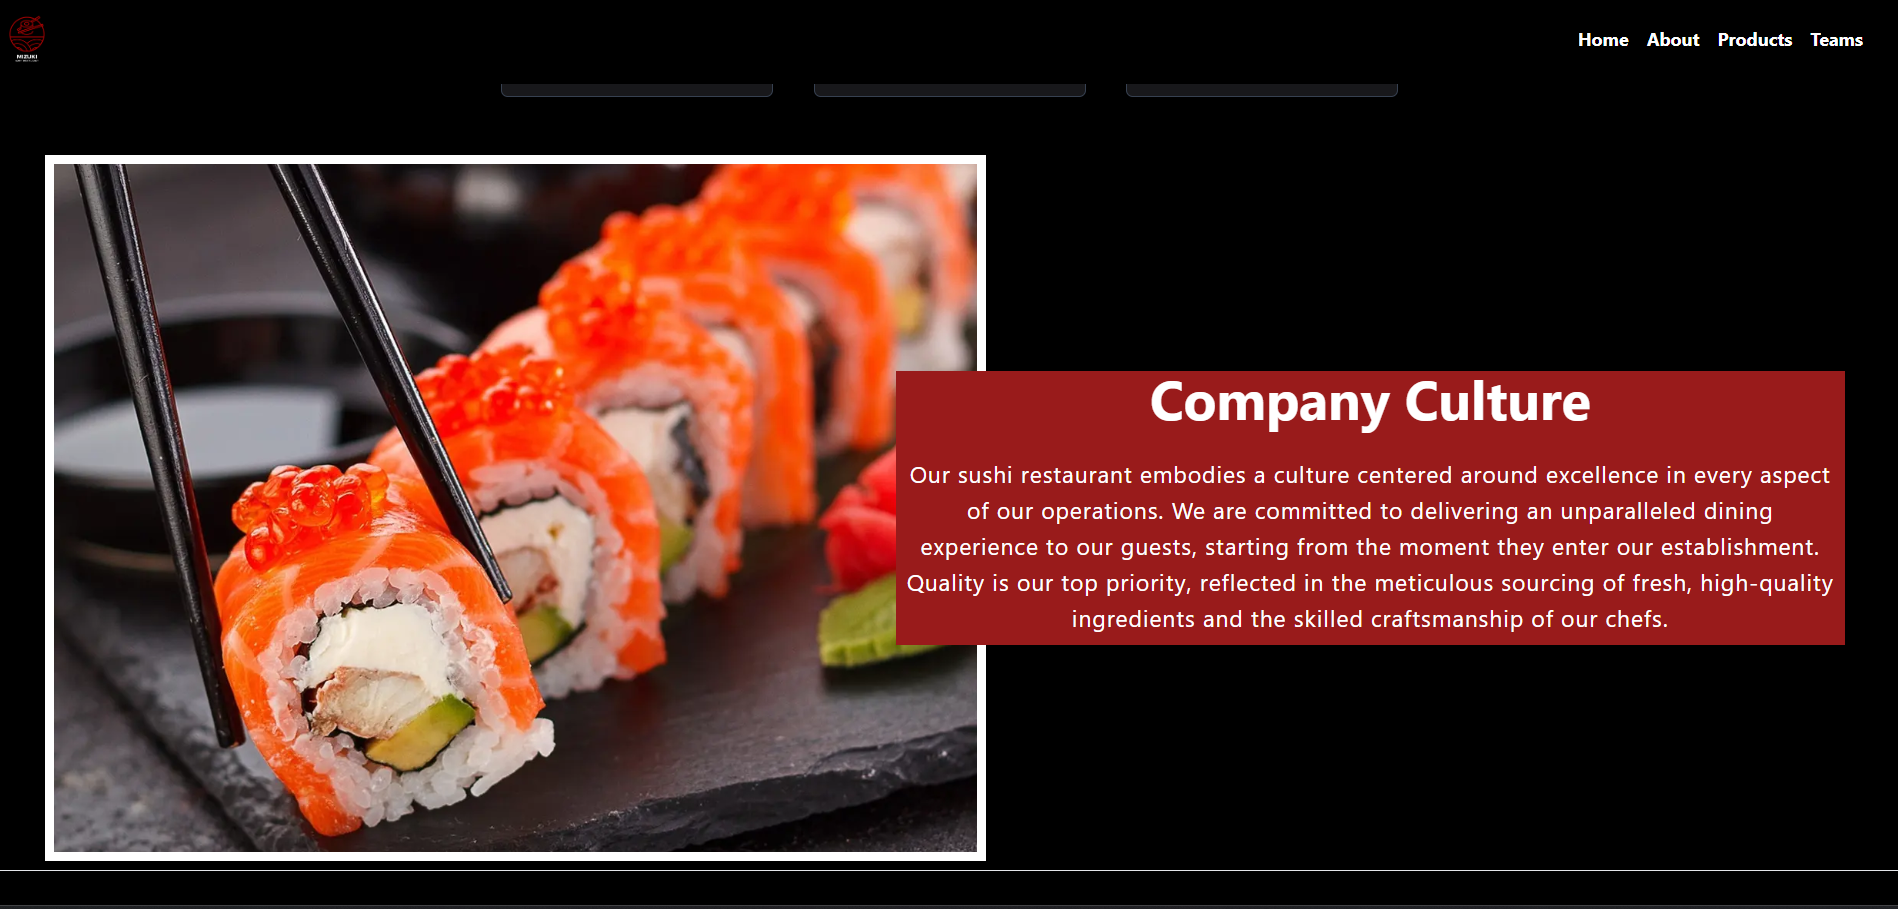 MIZUKI
Home About Products Teams
Company Culture
Our sushi restaurant embodies a culture centered around excellence in every aspect
of our operations. We are committed to delivering an unparalleled dining
experience to our guests, starting from the moment they enter our establishment.
Quality is our top priority, reflected in the meticulous sourcing of fresh, high-quality
ingredients and the skilled craftsmanship of our chefs.